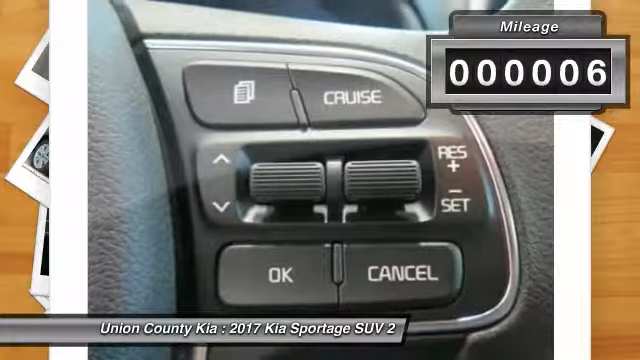 Mileage
000006
CRUISE
RES
+
−
SET
OK
CANCEL
Union County Kia : 2017 Kia Sportage SUV 2